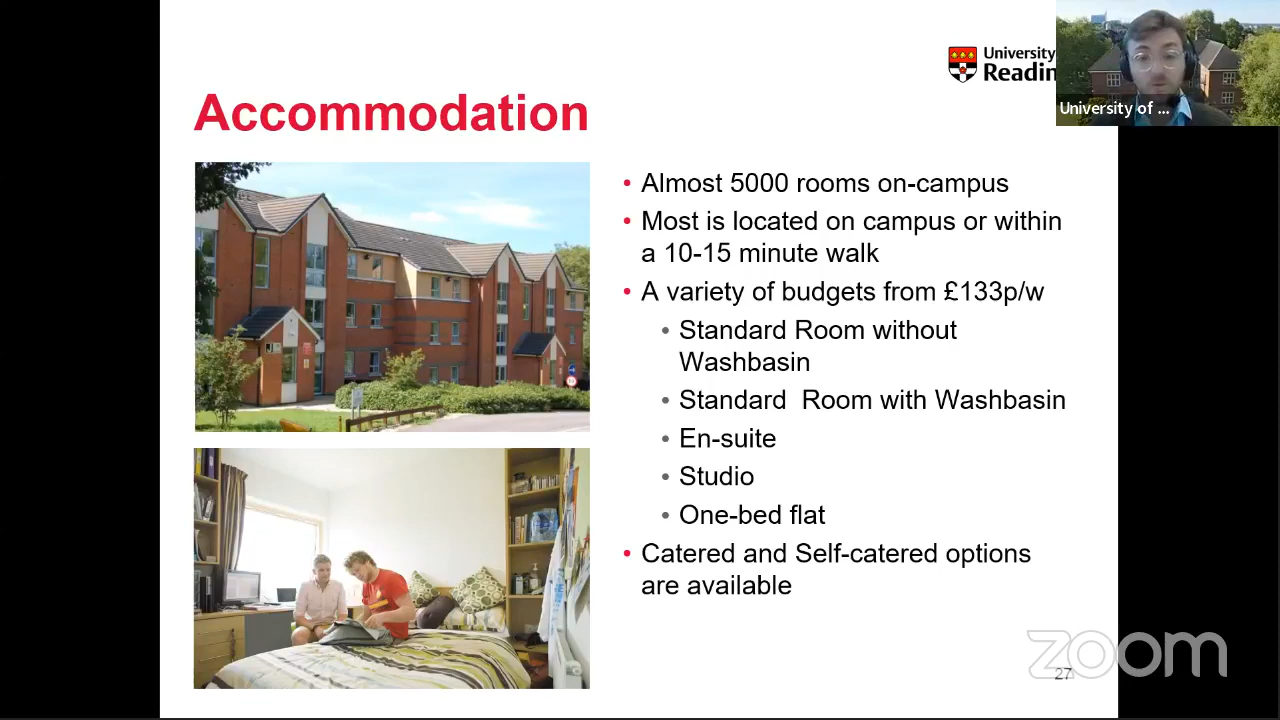 University
Readin
University of ...
Accommodation
• Almost 5000 rooms on-campus
• Most is located on campus or within
a 10-15 minute walk
• A variety of budgets from £133p/w
• Standard Room without
Washbasin
• Standard  Room with Washbasin
• En-suite
• Studio
• One-bed flat
• Catered and Self-catered options
are available
zoom
27